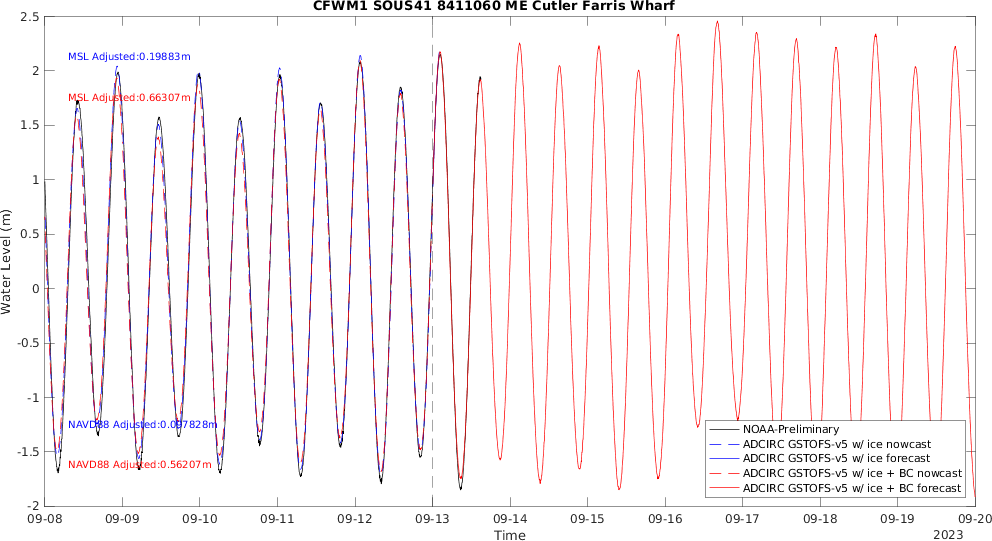 CFWM1 SOUS41 8411060 ME Cutler Farris Wharf
2.5
2
1.5
1
0.5
0
-0.5
-1
-1.5
-2
Water Level (m)
MSL Adjusted:0.19883m
MSL Adjusted:0.66307m
NAVD88 Adjusted:0.097828m
NAVD88 Adjusted:0.56207m
NOAA-Preliminary
ADCIRC GSTOFS-v5 w/ ice nowcast
ADCIRC GSTOFS-v5 w/ ice forecast
ADCIRC GSTOFS-v5 w/ ice + BC nowcast
ADCIRC GSTOFS-v5 w/ ice + BC forecast
09-08 09-09 09-10 09-11 09-12 09-13 09-14 09-15 09-16 09-17 09-18 09-19 09-20
Time
2023